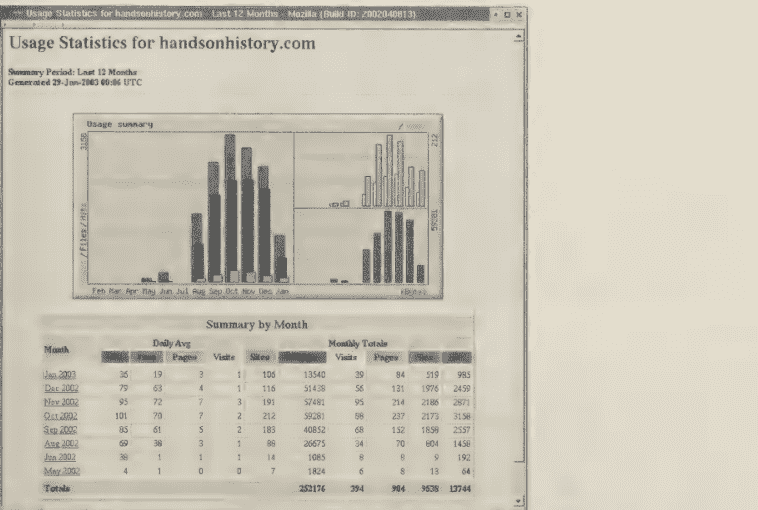 Usage Statistics for handsonhistory.com - Last 12 Months - Mozilla {Build ID: 2002040813}
Usage Statistics for handsonhistory.com
Summary Period: Last 12 Months
Generated 29-Jan-2003 00:06 UTC
Usage summary
3158
/Files/Hits
212
59281
Feb Mar Apr May Jun Jul Aug Sep Oct Nov Dec Jan
Summary by Month
Month Daily Avg Monthly Totals
Pages Visits Sites Visits Pages
Jan 2003 36 19 3 1 106 13540 39 84 519 985
Dec 2002 79 63 4 1 116 51438 56 131 1976 2459
Nov 2002 95 72 7 3 191 57481 95 214 2186 2871
Oct 2002 101 70 7 2 212 59281 88 237 2173 3158
Sep 2002 85 61 5 2 183 40852 68 152 1858 2557
Aug 2002 69 38 3 1 88 26675 34 70 804 1458
Jun 2002 38 1 1 1 14 1085 8 8 9 192
May 2002 4 1 0 0 7 1824 6 8 13 64
Totals 252176 394 904 9538 13744